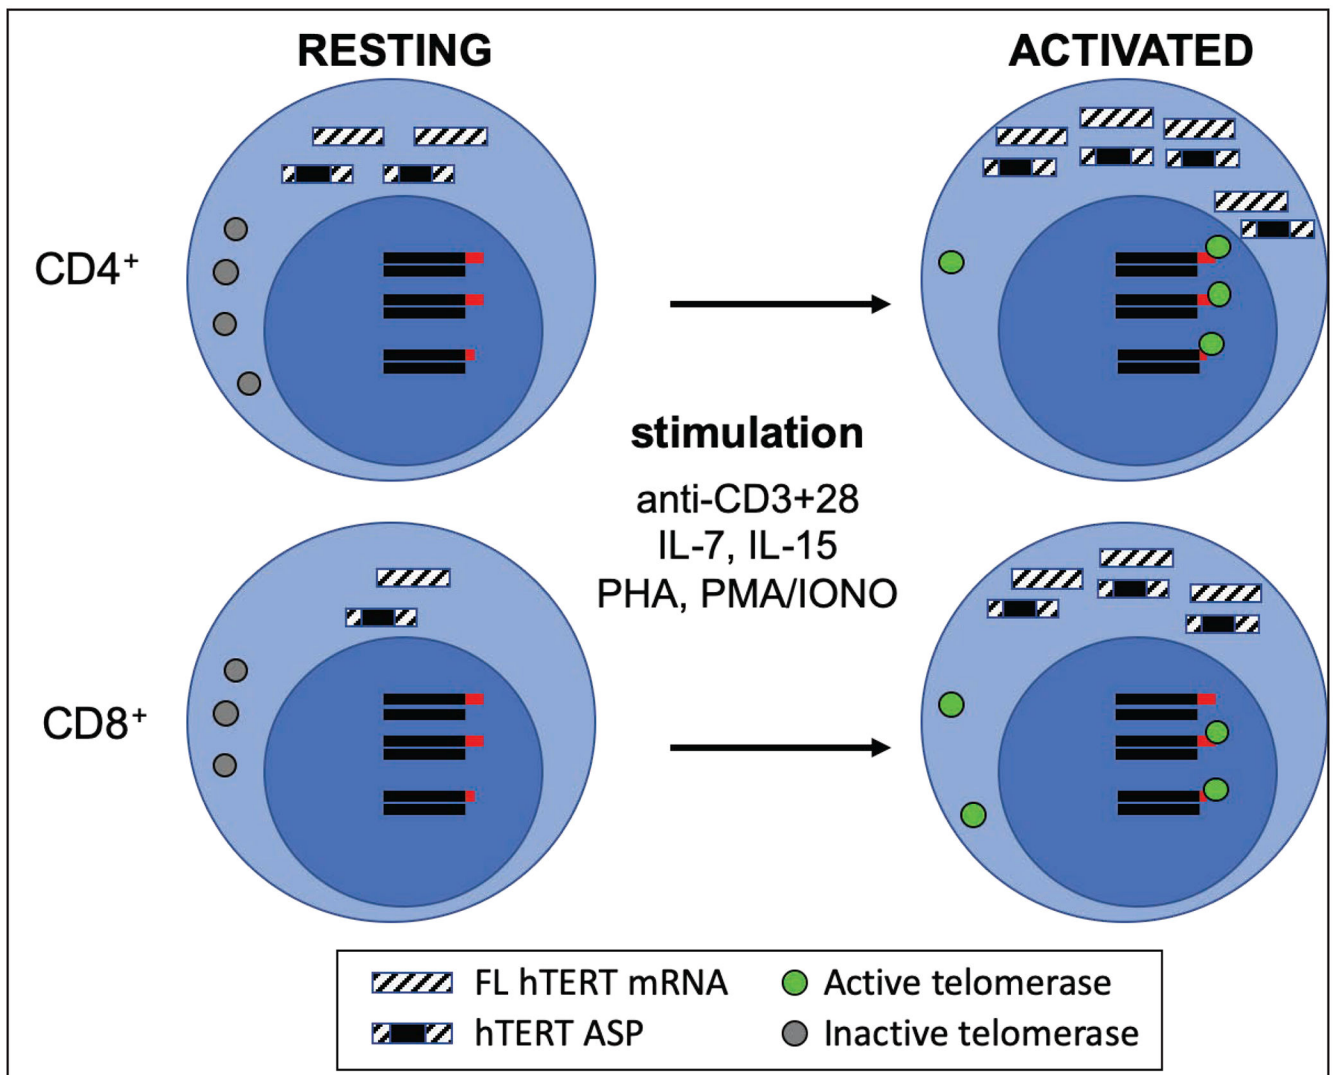 RESTING
ACTIVATED
CD4+
stimulation
anti-CD3+28
IL-7, IL-15
PHA, PMA/IONO
CD8+
FL hTERT mRNA
Active telomerase
hTERT ASP
Inactive telomerase